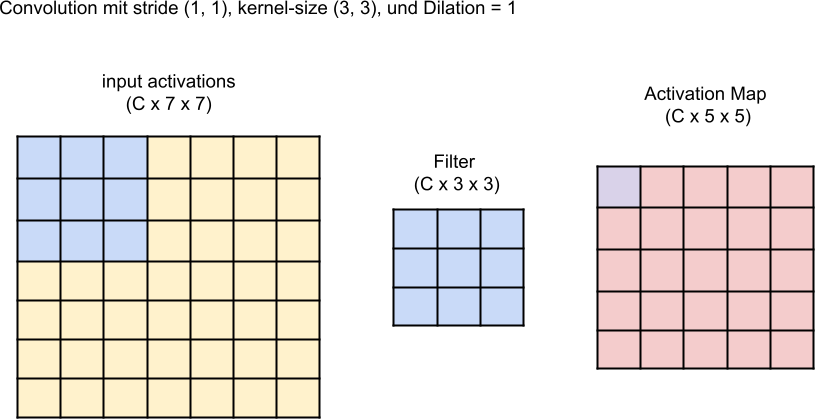 Convolution mit stride (1, 1), kernel-size (3, 3), und Dilation = 1
input activations
(C x 7 x 7)
Filter
(C x 3 x 3)
Activation Map
(C x 5 x 5)